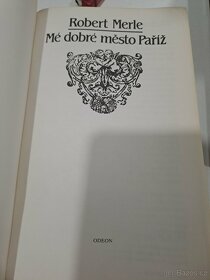 Robert Merle
Mé dobré město Paříž
ODEON